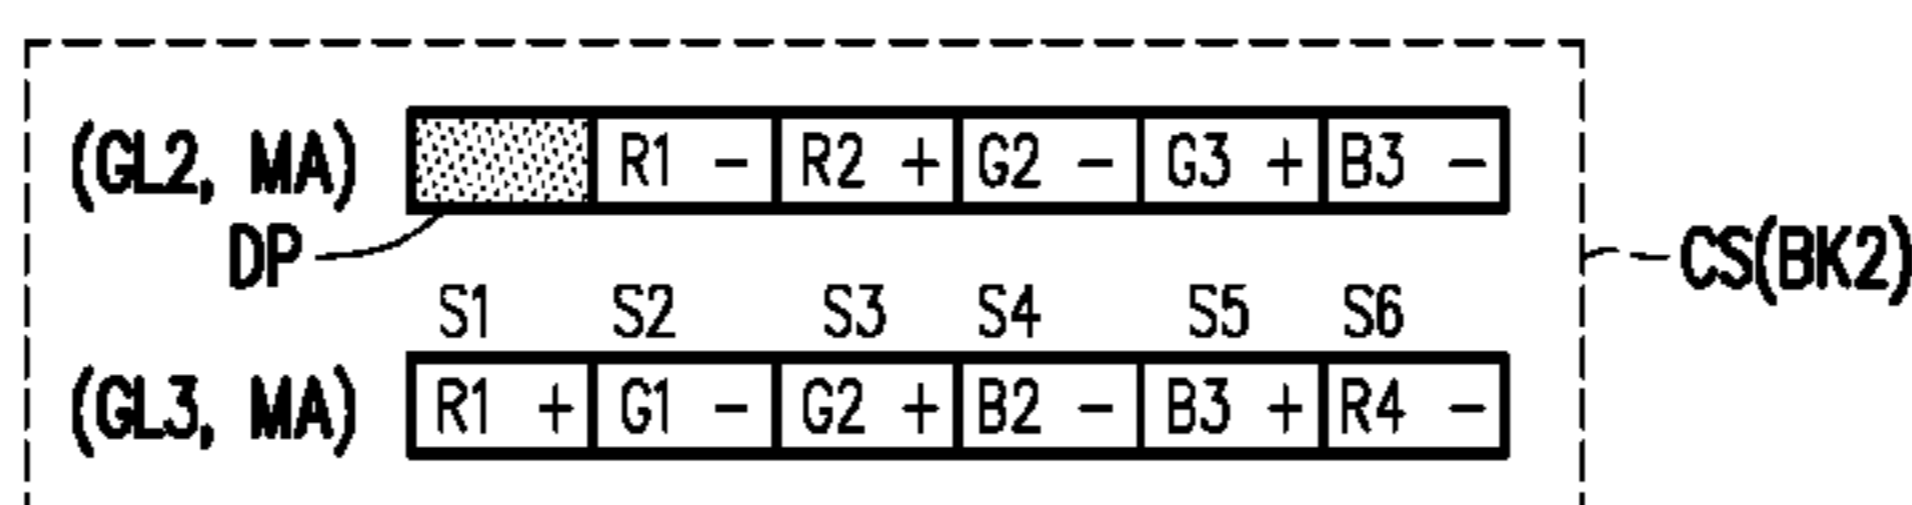 (GL2, MA) R1 - R2 + G2 - G3 + B3 -
DP CS(BK2)
S1 S2 S3 S4 S5 S6
(GL3, MA) R1 + G1 - G2 + B2 - B3 + R4 -